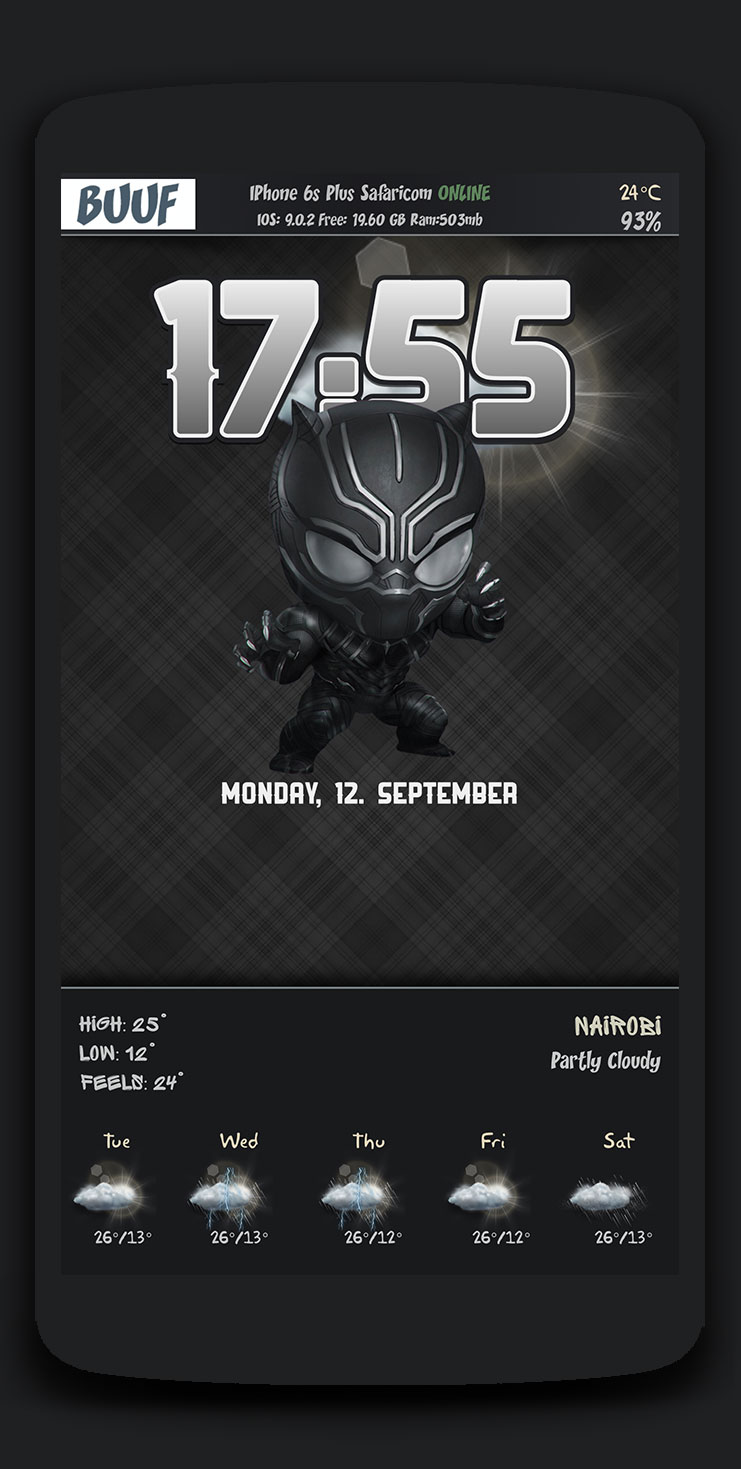 BUUF
IPhone 6s Plus Safaricom ONLINE
IOS: 9.0.2 Free: 19.60 GB Ram:503mb
24°C
93%
17:55
MONDAY, 12. SEPTEMBER
HIGH: 25°
LOW: 12°
FEELS: 24°
NAIROBI
Partly Cloudy
Tue Wed Thu Fri Sat
26°/13° 26°/13° 26°/12° 26°/12° 26°/13°